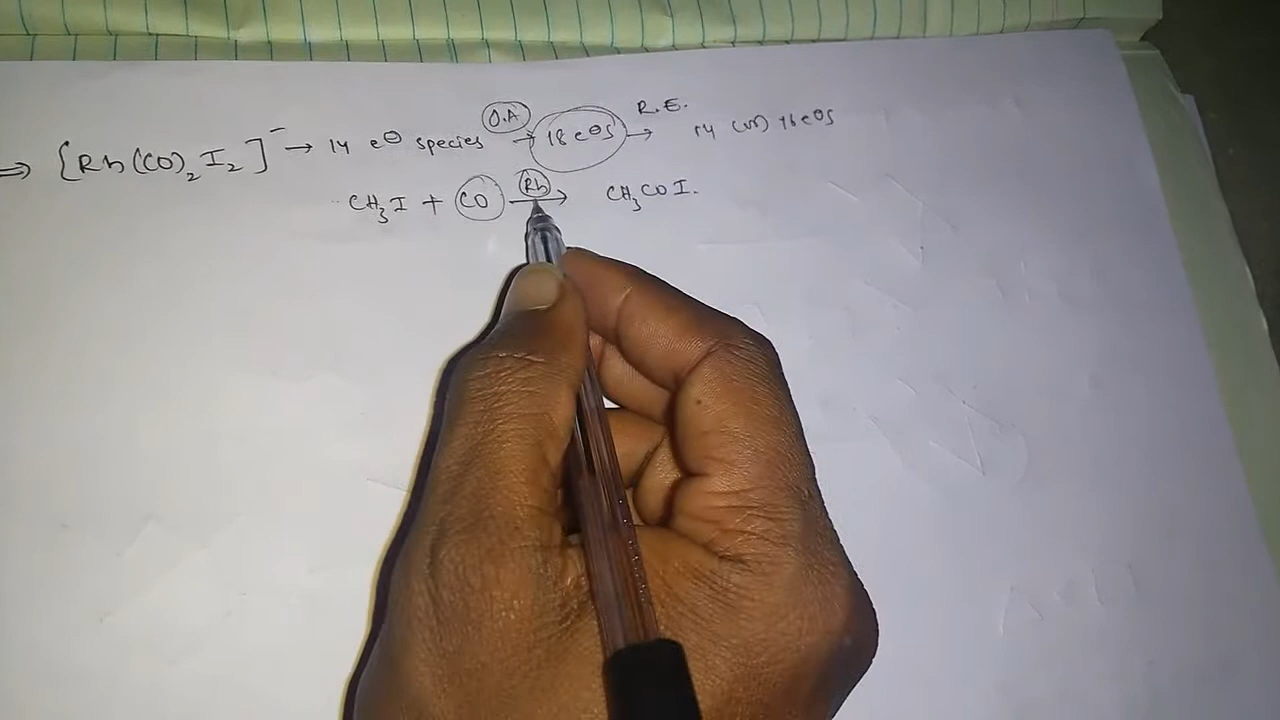 ⇒ [Rh(CO)₂I₂]⁻ → 14 e⊖ species O.A → 18 e⊖s R.E. → 14 (or) 16 e⊖s
CH₃I + CO Rh → CH₃COI.